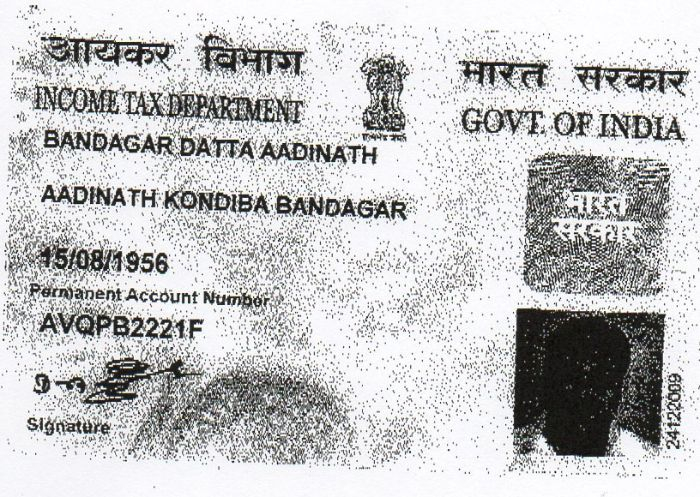 आयकर विभाग
INCOME TAX DEPARTMENT
भारत सरकार
GOVT. OF INDIA
BANDAGAR DATTA AADINATH
AADINATH KONDIBA BANDAGAR
15/08/1956
Permanent Account Number
AVQPB2221F
Signature
भारत
सरकार
24122009